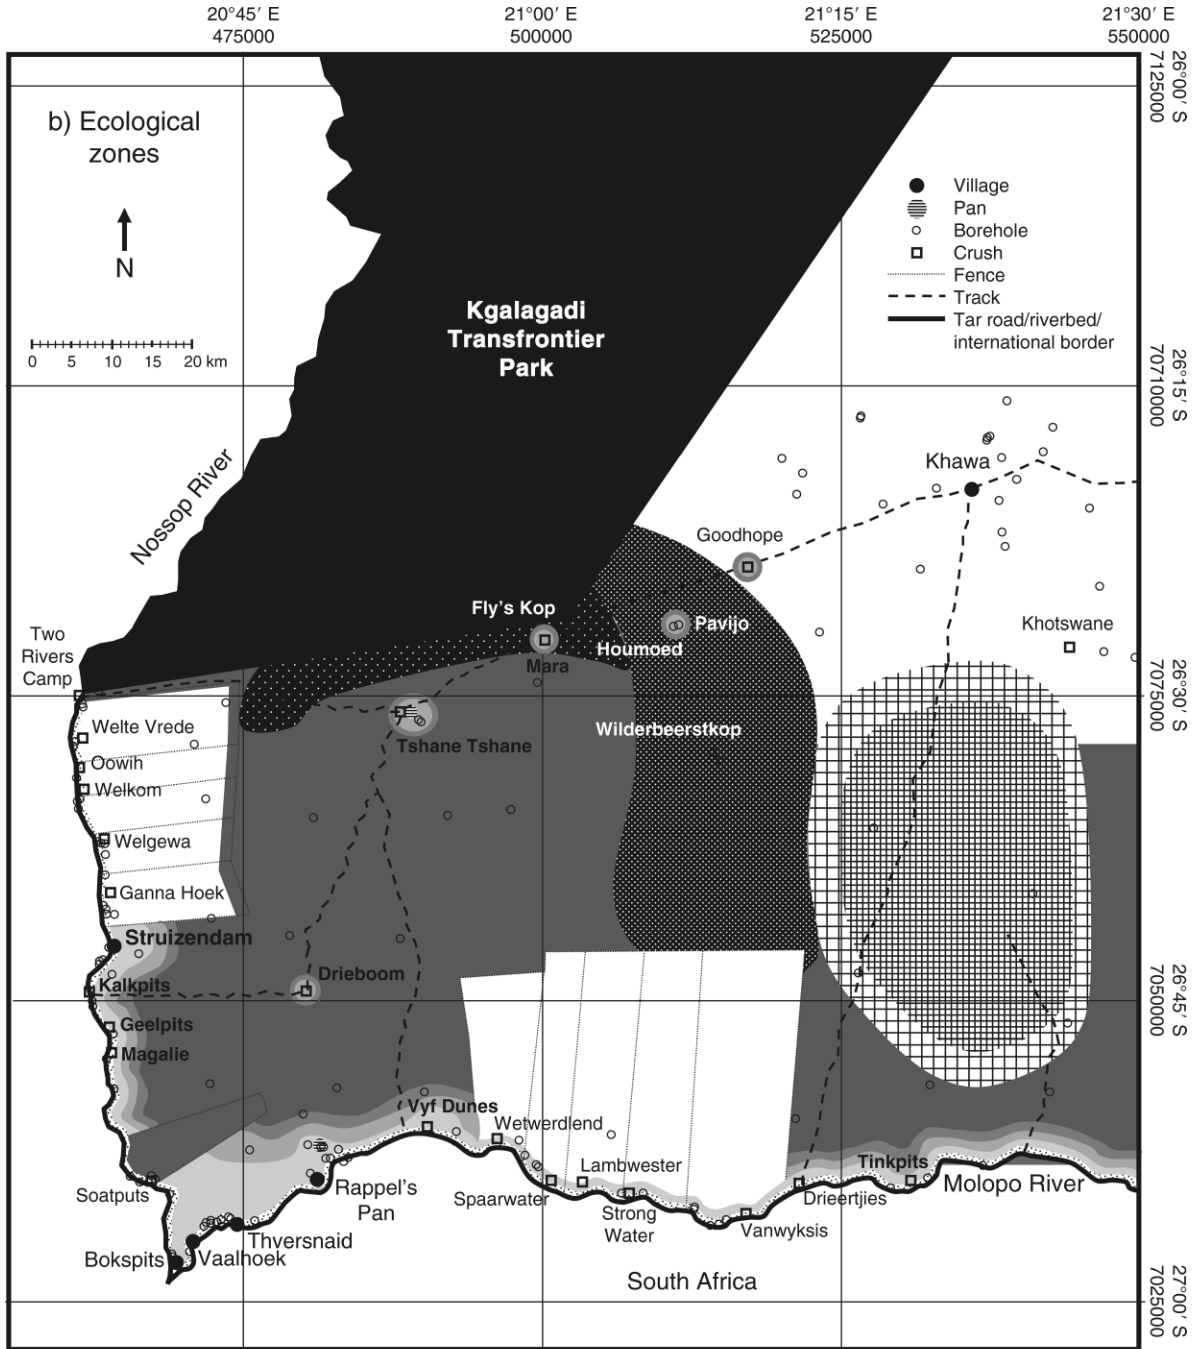 20°45′ E
21°00′ E
21°15′ E
21°30′ E
475000
500000
525000
550000
26°00′ S
7125000
b) Ecological
zones
N
0 5 10 15 20 km
Village
Pan
Borehole
Crush
Fence
Track
Tar road/riverbed/
international border
Kgalagadi
Transfrontier
Park
26°15′ S
70710000
Nossop River
Khawa
Goodhope
Fly's Kop
Pavijo
Khotswane
Two
Rivers
Camp
Houmoed
Mara
26°30′ S
7075000
Welte Vrede
Wilderbeerstkop
Tshane Tshane
Oowih
Welkom
Welgewa
Ganna Hoek
Struizendam
Drieboom
Kalkpits
26°45′ S
7050000
Geelpits
Magalie
Vyf Dunes
Wetwerdlend
Lambwester
Tinkpits
Soatputs
Rappel's
Pan
Spaarwater
Strong
Water
Drieertjies
Molopo River
Vanwyksis
Thversnaid
Vaalhoek
Bokspits
South Africa
27°00′ S
7025000